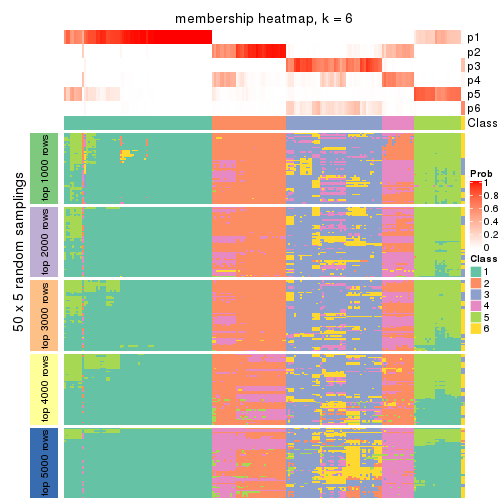 membership heatmap, k = 6
p1
p2
p3
p4
p5
p6
Class
50 x 5 random samplings
top 1000 rows
top 2000 rows
top 3000 rows
top 4000 rows
top 5000 rows
Prob
1
0.8
0.6
0.4
0.2
0
Class
1
2
3
4
5
6